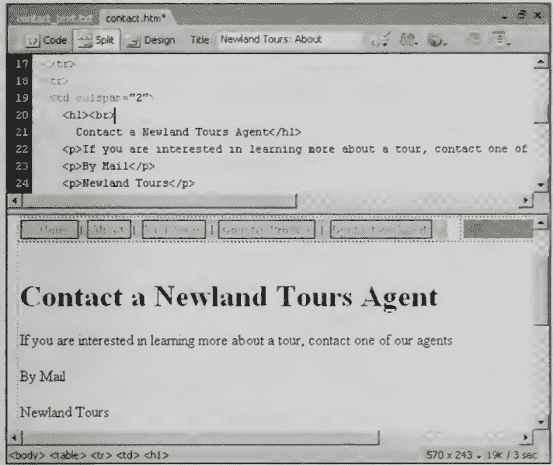 contact_text.txt contact.htm*
Code Split Design Title: Newland Tours: About
17 </tr>
18 <tr>
19 <td colspan="2">
20 <h1><br>
21 Contact a Newland Tours Agent</h1>
22 <p>If you are interested in learning more about a tour, contact one of
23 <p>By Mail</p>
24 <p>Newland Tours</p>
Contact a Newland Tours Agent
If you are interested in learning more about a tour, contact one of our agents
By Mail
Newland Tours
<body> <table> <tr> <td> <h1> 570 x 243 19K / 3 sec